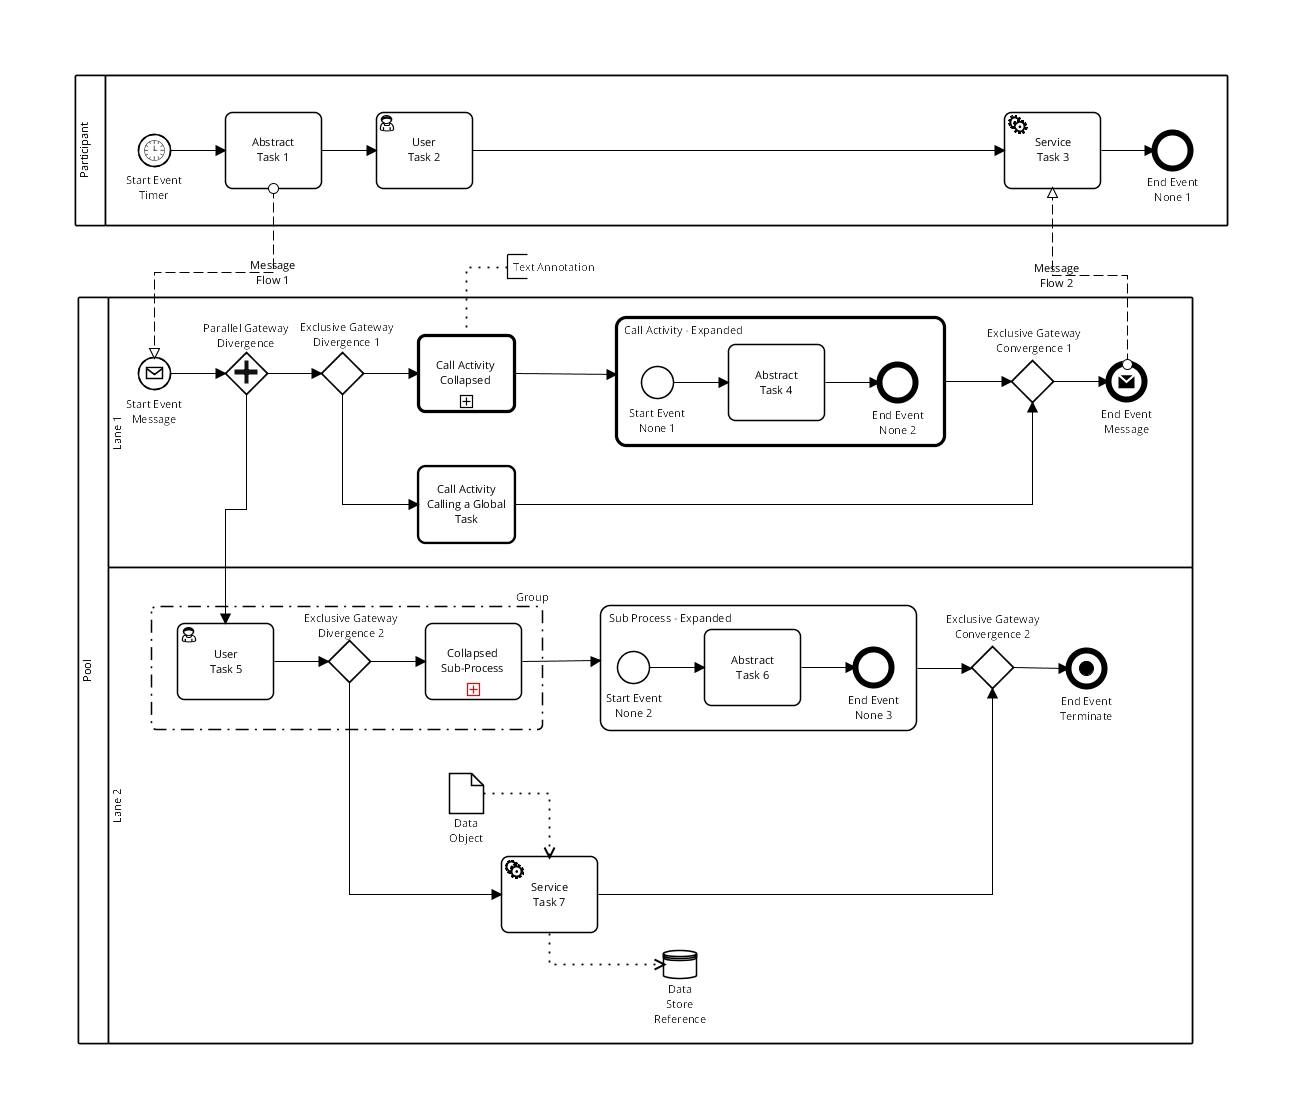 Participant
Abstract
Task 1
User
Task 2
Service
Task 3
Start Event
Timer
End Event
None 1
Message
Flow 1
Text Annotation
Message
Flow 2
Pool
Lane 1
Parallel Gateway
Divergence
Exclusive Gateway
Divergence 1
Call Activity
Collapsed
Call Activity - Expanded
Abstract
Task 4
Exclusive Gateway
Convergence 1
Start Event
Message
Start Event
None 1
End Event
None 2
End Event
Message
Call Activity
Calling a Global
Task
Lane 2
Group
Exclusive Gateway
Divergence 2
User
Task 5
Collapsed
Sub-Process
Sub Process - Expanded
Abstract
Task 6
Start Event
None 2
End Event
None 3
Exclusive Gateway
Convergence 2
End Event
Terminate
Data
Object
Service
Task 7
Data
Store
Reference